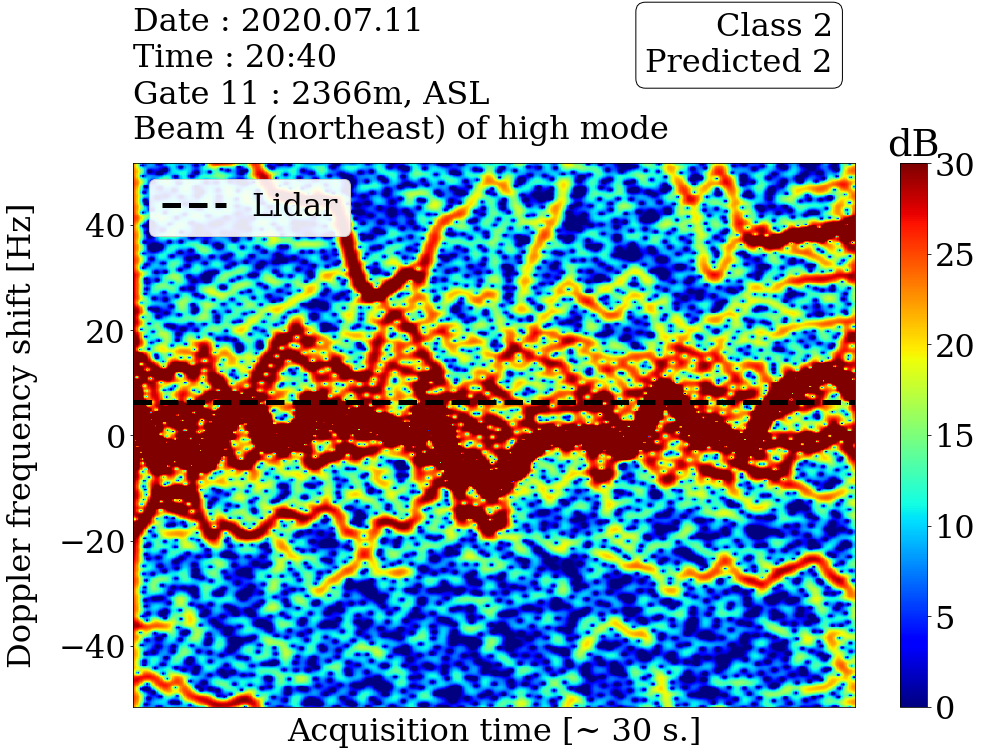 Date : 2020.07.11
Time : 20:40
Gate 11 : 2366m, ASL
Beam 4 (northeast) of high mode
Class 2
Predicted 2
dB
Lidar
Doppler frequency shift [Hz]
40
20
0
−20
−40
30
25
20
15
10
5
0
Acquisition time [~ 30 s.]